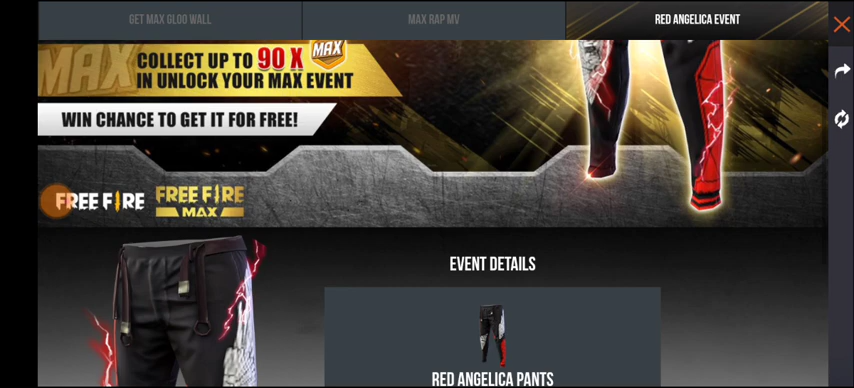 GET MAX GLOO WALL
MAX RAP MV
RED ANGELICA EVENT
MAX
COLLECT UP TO 90 X MAX
IN UNLOCK YOUR MAX EVENT
WIN CHANCE TO GET IT FOR FREE!
FREE FIRE
FREE FIRE
MAX
EVENT DETAILS
RED ANGELICA PANTS